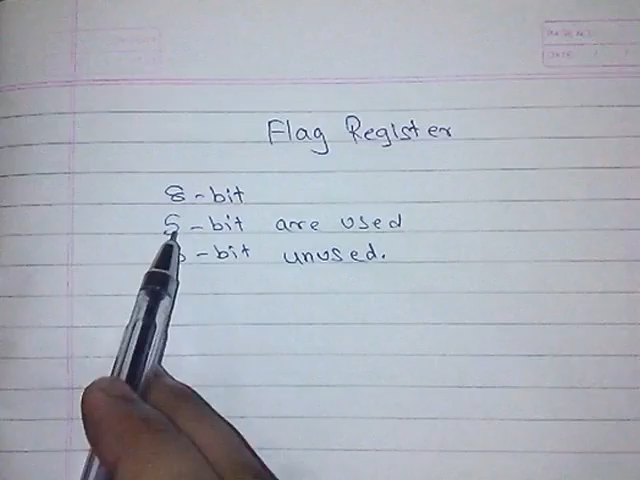 Flag Register
8-bit
5-bit are used
-bit unused.